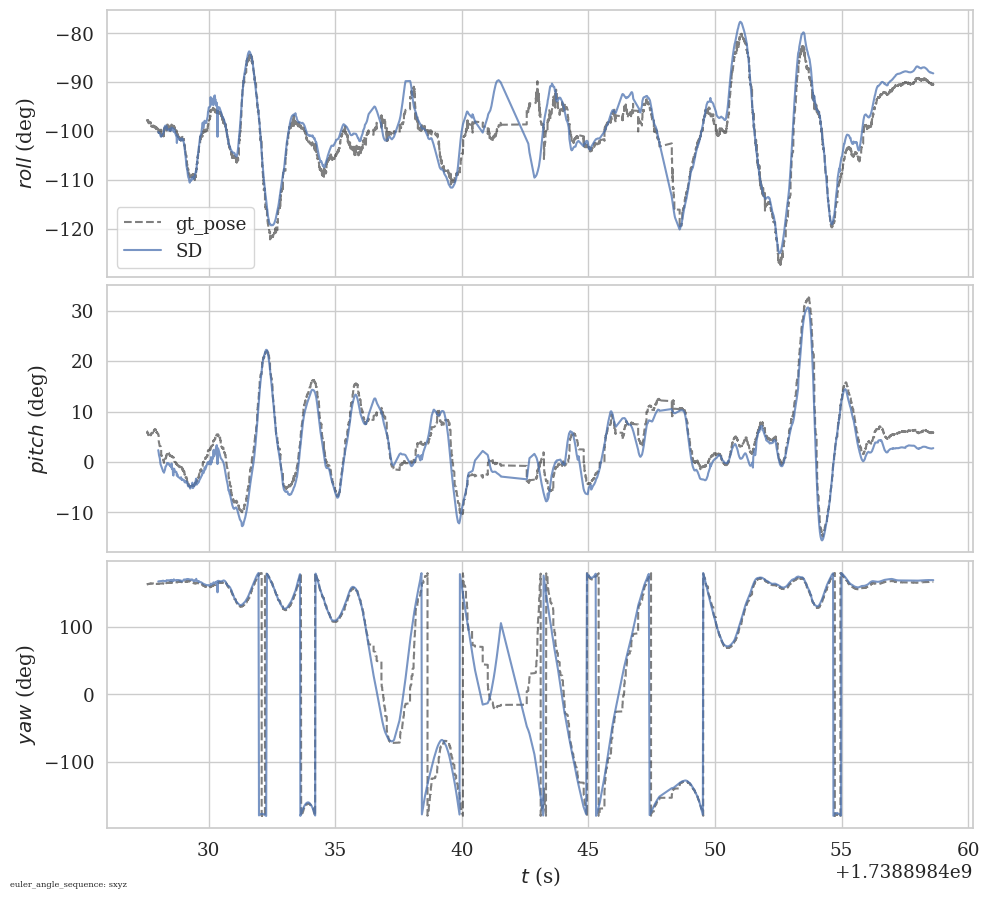 −80
−90
−100
−110
−120
roll (deg)
gt_pose
SD
30
20
10
0
−10
pitch (deg)
100
0
−100
yaw (deg)
30 35 40 45 50 55 60
t (s)
+1.7388984e9
euler_angle_sequence: sxyz